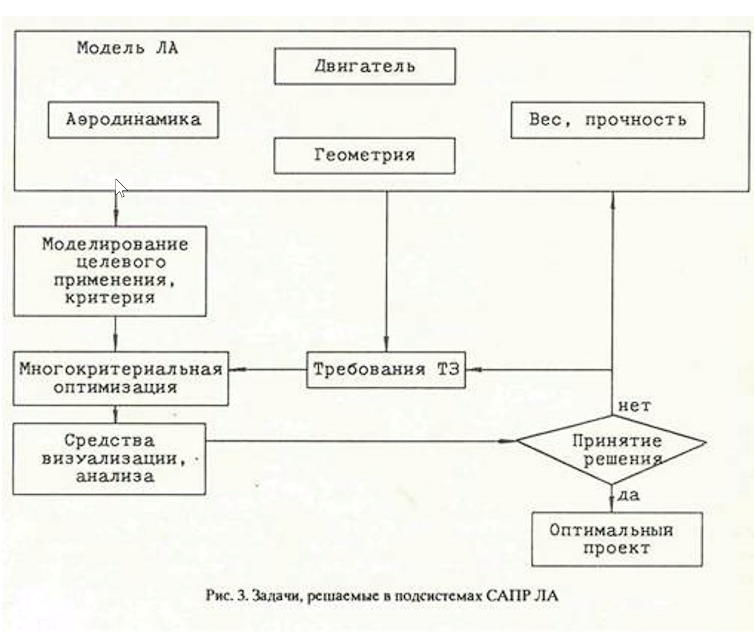 Модель ЛА
Двигатель
Аэродинамика
Вес, прочность
Геометрия
Моделирование
целевого
применения,
критерия
Многокритериальная
оптимизация
Требования ТЗ
нет
Средства
визуализации,
анализа
Принятие
решения
да
Оптимальный
проект
Рис. 3. Задачи, решаемые в подсистемах САПР ЛА